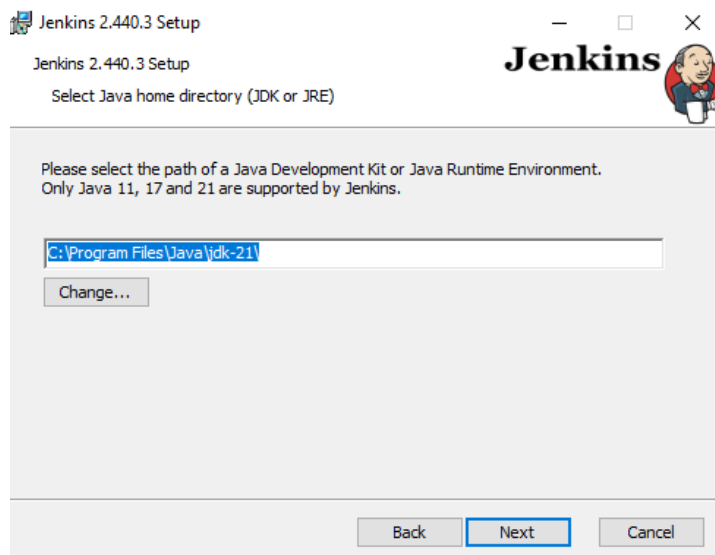 Jenkins 2.440.3 Setup
Jenkins 2.440.3 Setup
Jenkins
Select Java home directory (JDK or JRE)
Please select the path of a Java Development Kit or Java Runtime Environment.
Only Java 11, 17 and 21 are supported by Jenkins.
C:\Program Files\Java\jdk-21\
Change...
Back
Next
Cancel